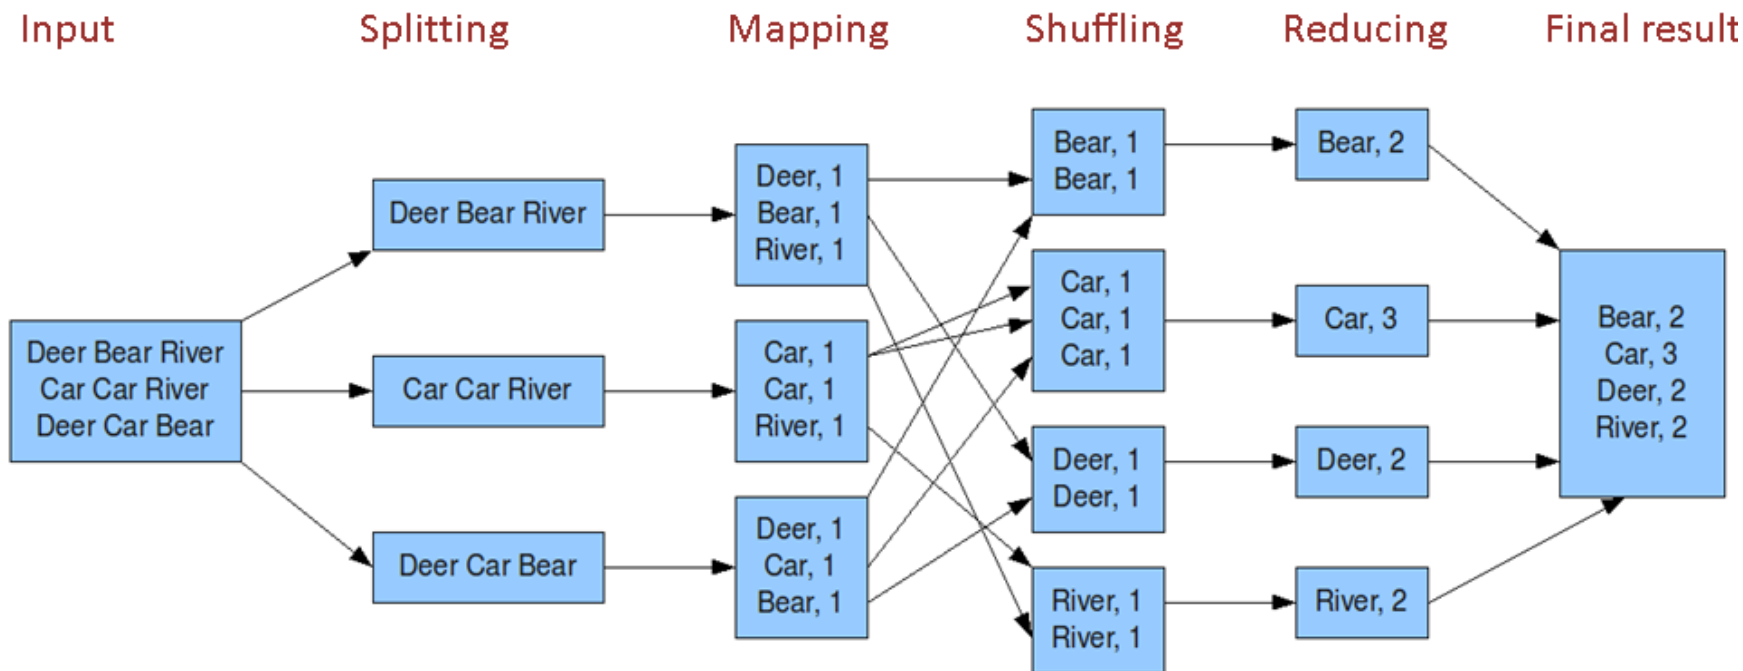 Input
Splitting
Mapping
Shuffling
Reducing
Final result
Deer Bear River
Car Car River
Deer Car Bear
Deer Bear River
Car Car River
Deer Car Bear
Deer, 1
Bear, 1
River, 1
Car, 1
Car, 1
River, 1
Deer, 1
Car, 1
Bear, 1
Bear, 1
Bear, 1
Car, 1
Car, 1
Car, 1
Deer, 1
Deer, 1
River, 1
River, 1
Bear, 2
Car, 3
Deer, 2
River, 2
Bear, 2
Car, 3
Deer, 2
River, 2